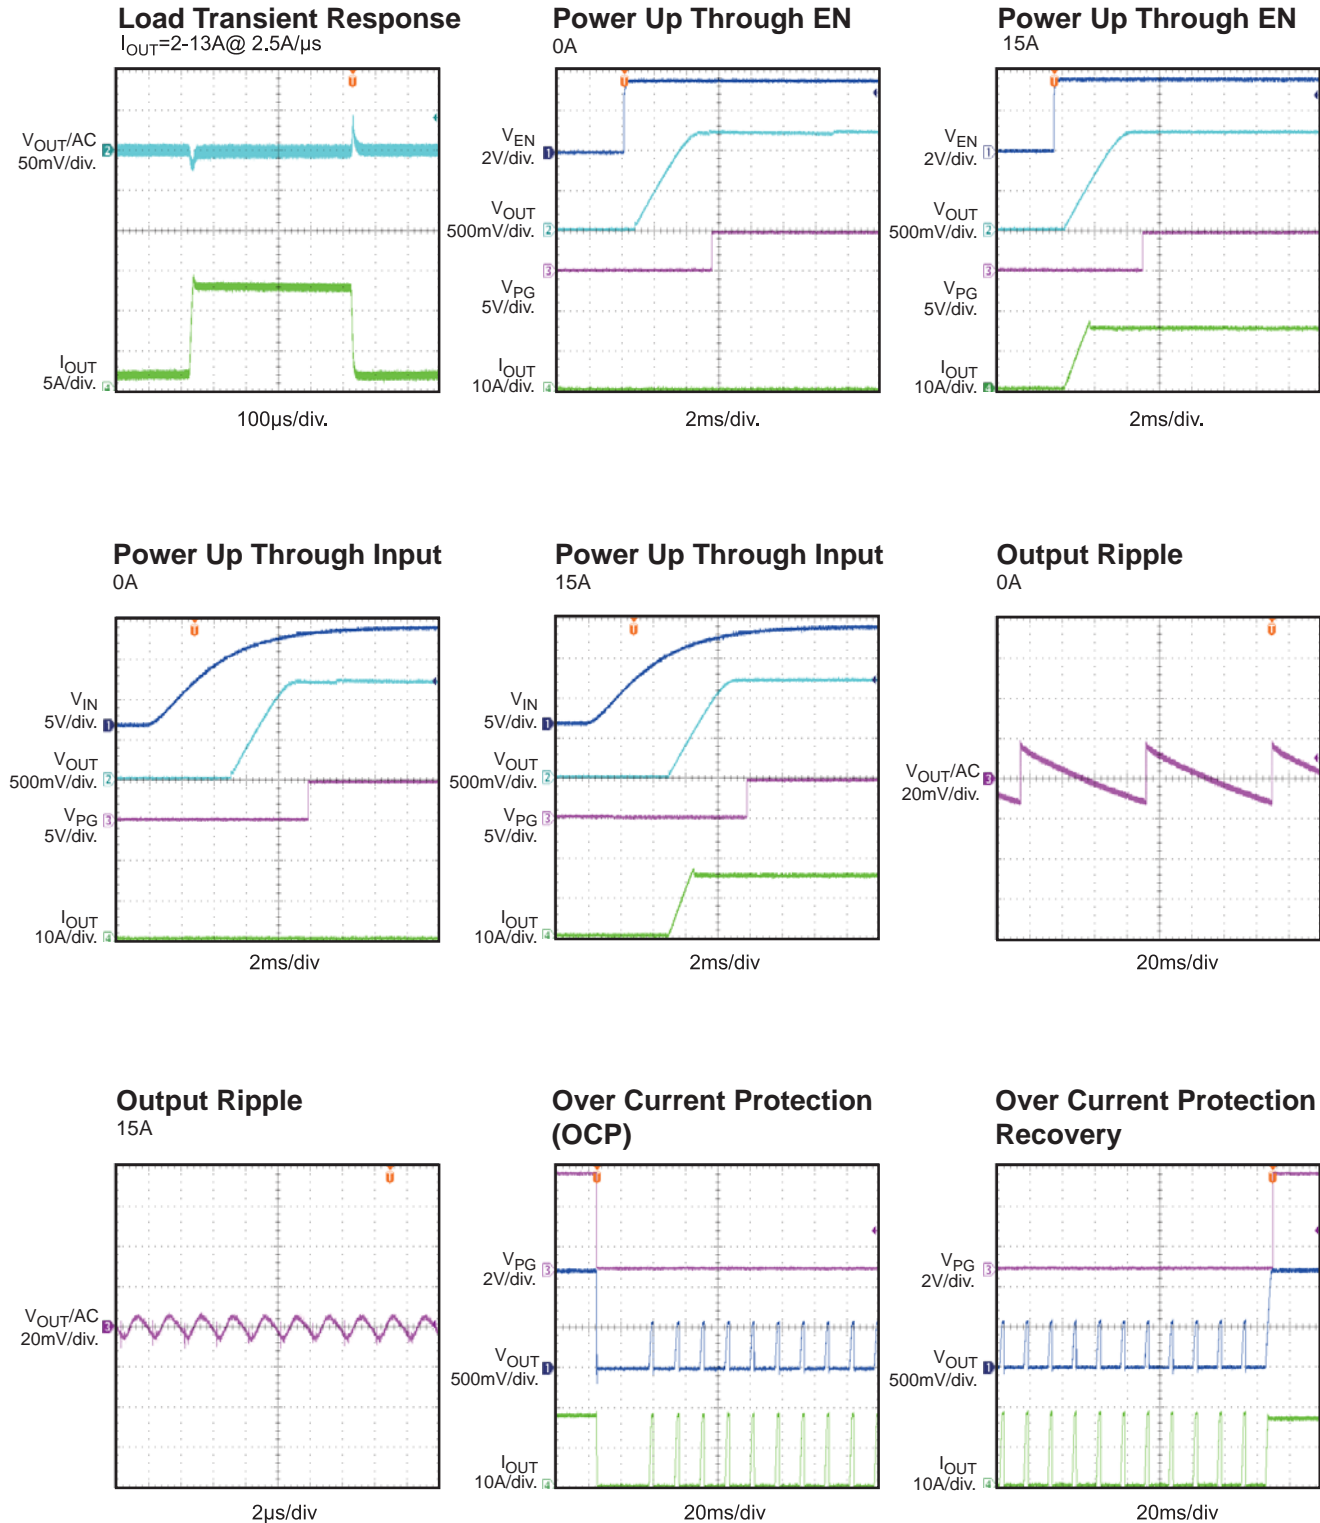 Load Transient Response
IOUT=2-13A@ 2.5A/µs
VOUT/AC
50mV/div.
IOUT
5A/div.
100µs/div.
Power Up Through EN
0A
VEN
2V/div.
VOUT
500mV/div.
VPG
5V/div.
IOUT
10A/div.
2ms/div.
Power Up Through EN
15A
VEN
2V/div.
VOUT
500mV/div.
VPG
5V/div.
IOUT
10A/div.
2ms/div.
Power Up Through Input
0A
VIN
5V/div.
VOUT
500mV/div.
VPG
5V/div.
IOUT
10A/div.
2ms/div
Power Up Through Input
15A
VIN
5V/div.
VOUT
500mV/div.
VPG
5V/div.
IOUT
10A/div.
2ms/div
Output Ripple
0A
VOUT/AC
20mV/div.
20ms/div
Output Ripple
15A
VOUT/AC
20mV/div.
2µs/div
Over Current Protection
(OCP)
VPG
2V/div.
VOUT
500mV/div.
IOUT
10A/div.
20ms/div
Over Current Protection
Recovery
VPG
2V/div.
VOUT
500mV/div.
IOUT
10A/div.
20ms/div